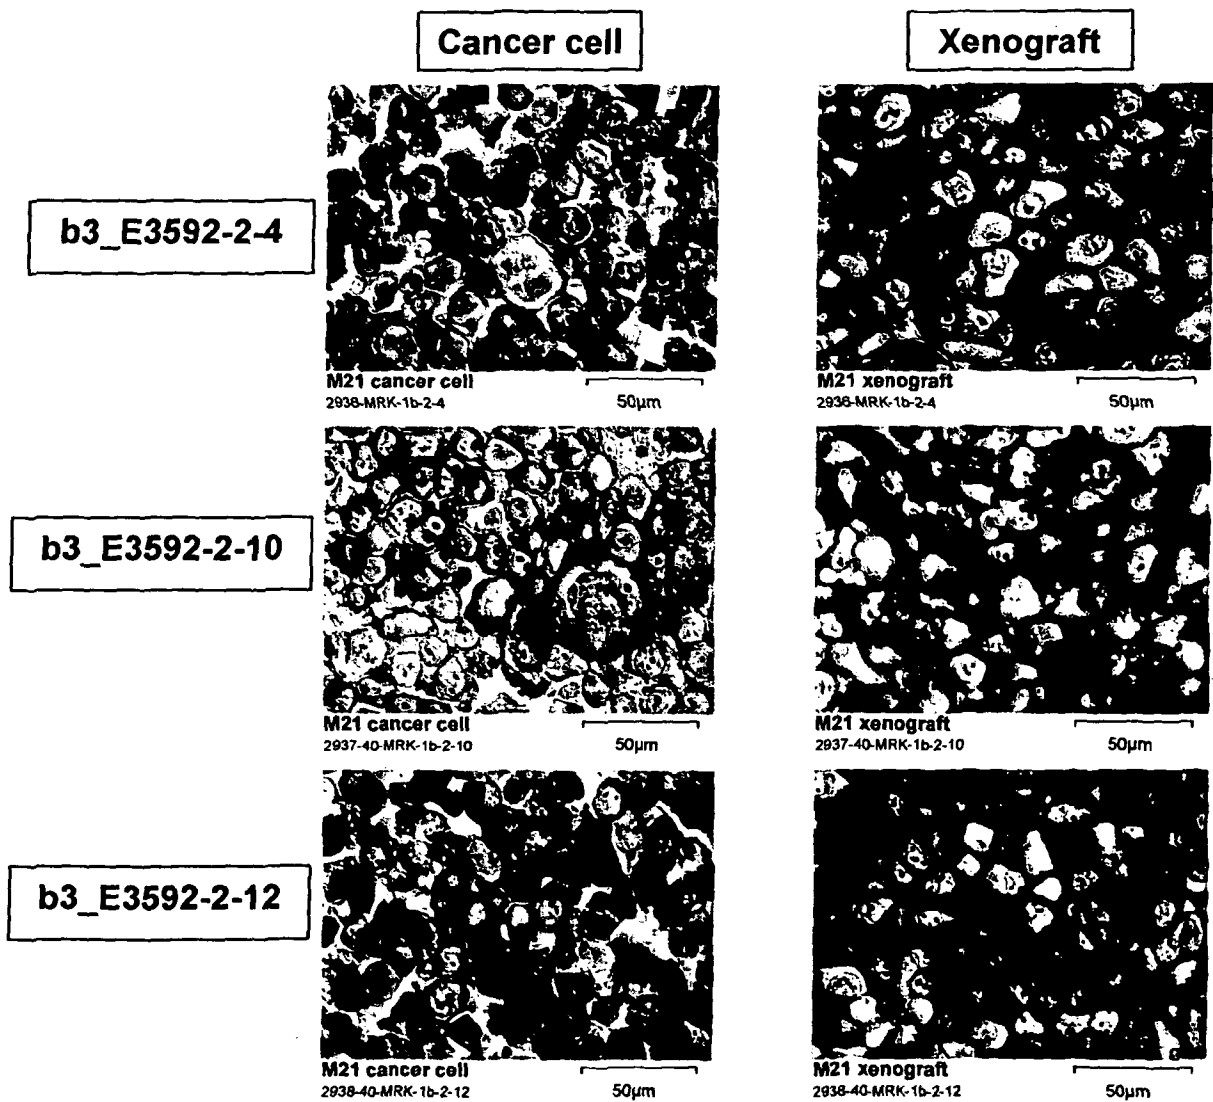 Cancer cell
Xenograft
b3_E3592-2-4
M21 cancer cell
2938-MRK-1b-2-4
50µm
M21 xenograft
2938-MRK-1b-2-4
50µm
b3_E3592-2-10
M21 cancer cell
2937-40-MRK-1b-2-10
50µm
M21 xenograft
2937-40-MRK-1b-2-10
50µm
b3_E3592-2-12
M21 cancer cell
2938-40-MRK-1b-2-12
50µm
M21 xenograft
2938-40-MRK-1b-2-12
50µm